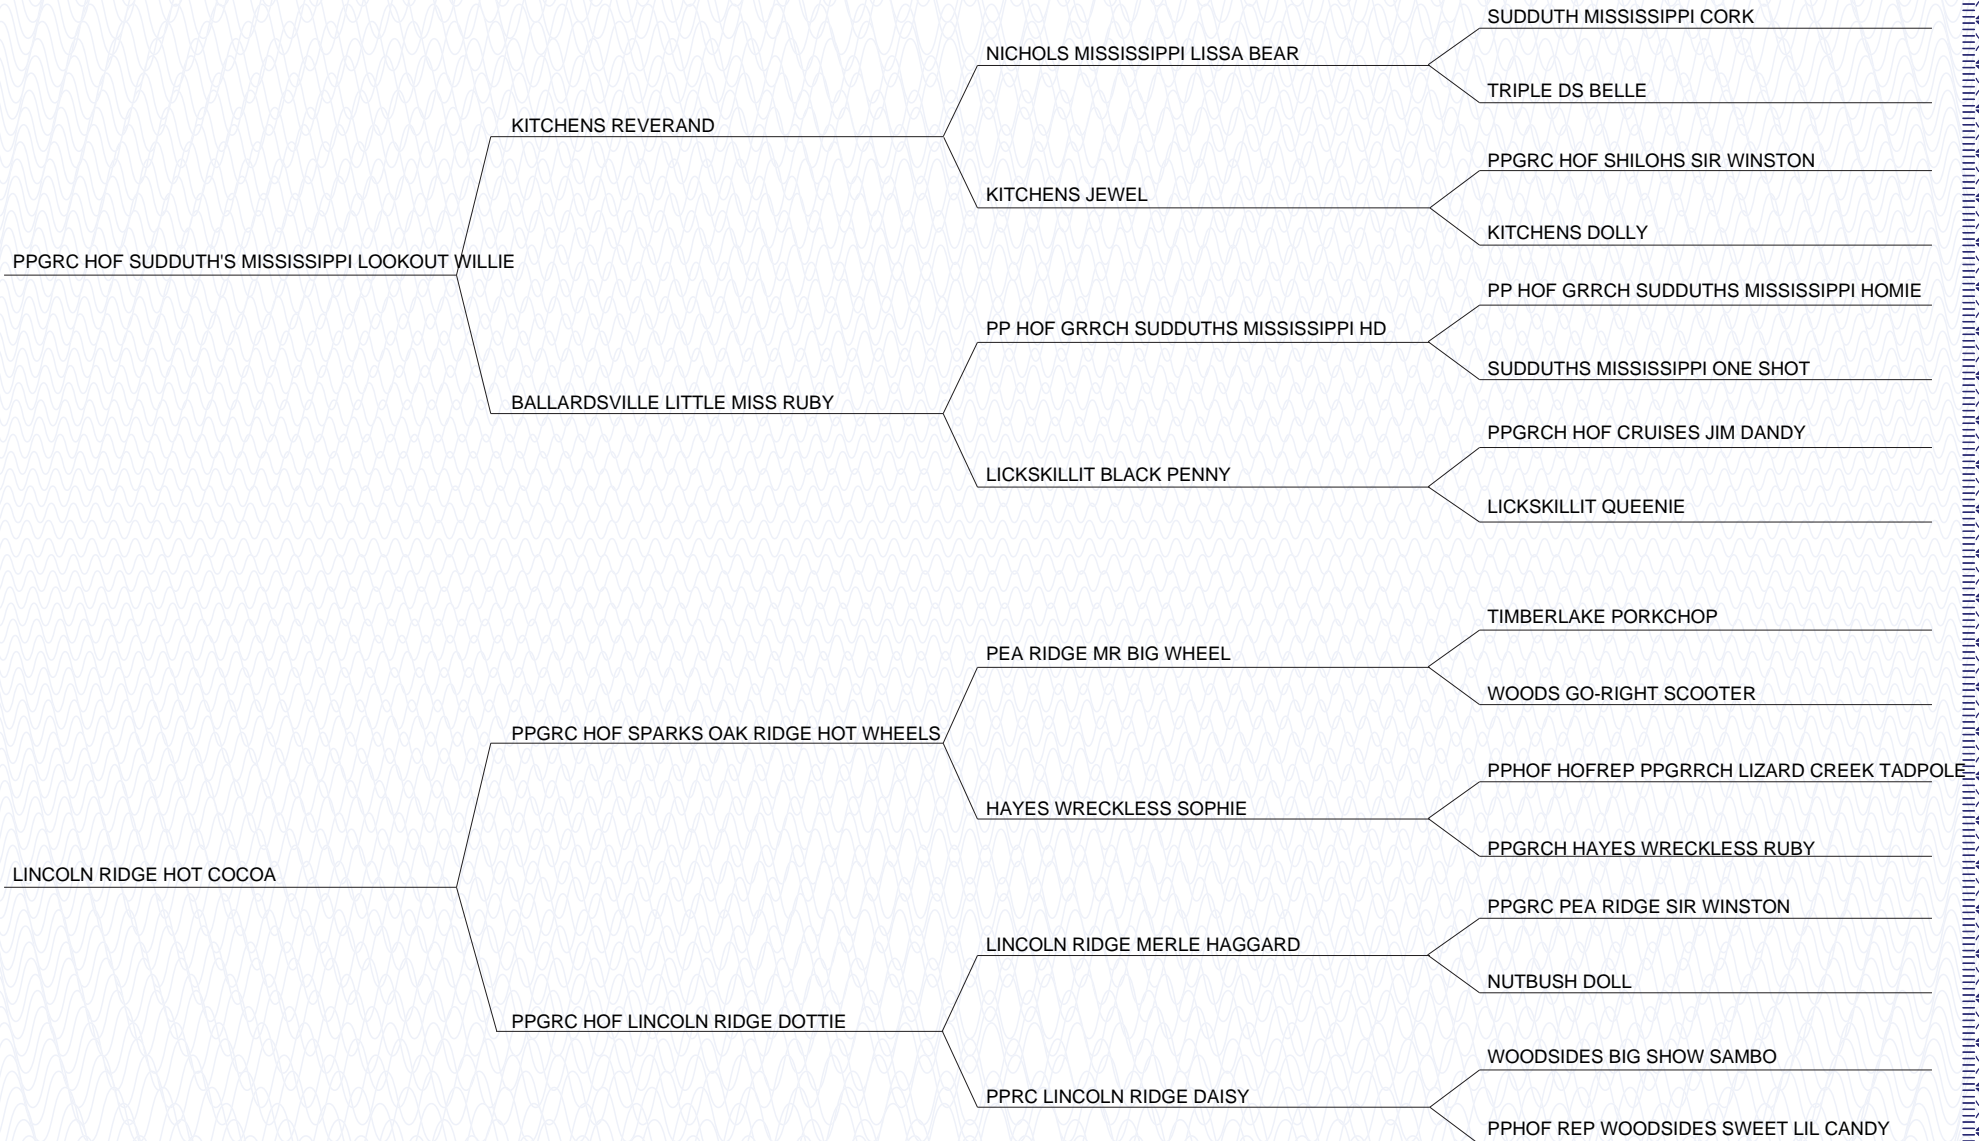 SUDDUTH MISSISSIPPI CORK
NICHOLS MISSISSIPPI LISSA BEAR
TRIPLE DS BELLE
KITCHENS REVERAND
PPGRC HOF SHILOHS SIR WINSTON
KITCHENS JEWEL
KITCHENS DOLLY
PPGRC HOF SUDDUTH'S MISSISSIPPI LOOKOUT WILLIE
PP HOF GRRCH SUDDUTHS MISSISSIPPI HOMIE
PP HOF GRRCH SUDDUTHS MISSISSIPPI HD
SUDDUTHS MISSISSIPPI ONE SHOT
BALLARDSVILLE LITTLE MISS RUBY
PPGRCH HOF CRUISES JIM DANDY
LICKSKILLIT BLACK PENNY
LICKSKILLIT QUEENIE
TIMBERLAKE PORKCHOP
PEA RIDGE MR BIG WHEEL
WOODS GO-RIGHT SCOOTER
PPGRC HOF SPARKS OAK RIDGE HOT WHEELS
PPHOF HOFREP PPGRRCH LIZARD CREEK TADPOLE
HAYES WRECKLESS SOPHIE
PPGRCH HAYES WRECKLESS RUBY
LINCOLN RIDGE HOT COCOA
PPGRC PEA RIDGE SIR WINSTON
LINCOLN RIDGE MERLE HAGGARD
NUTBUSH DOLL
PPGRC HOF LINCOLN RIDGE DOTTIE
WOODSIDES BIG SHOW SAMBO
PPRC LINCOLN RIDGE DAISY
PPHOF REP WOODSIDES SWEET LIL CANDY